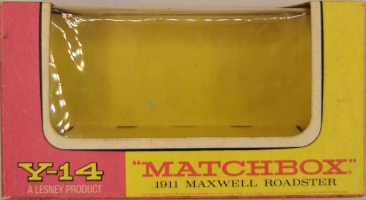 Y-14
A LESNEY PRODUCT
"MATCHBOX"
1911 MAXWELL ROADSTER